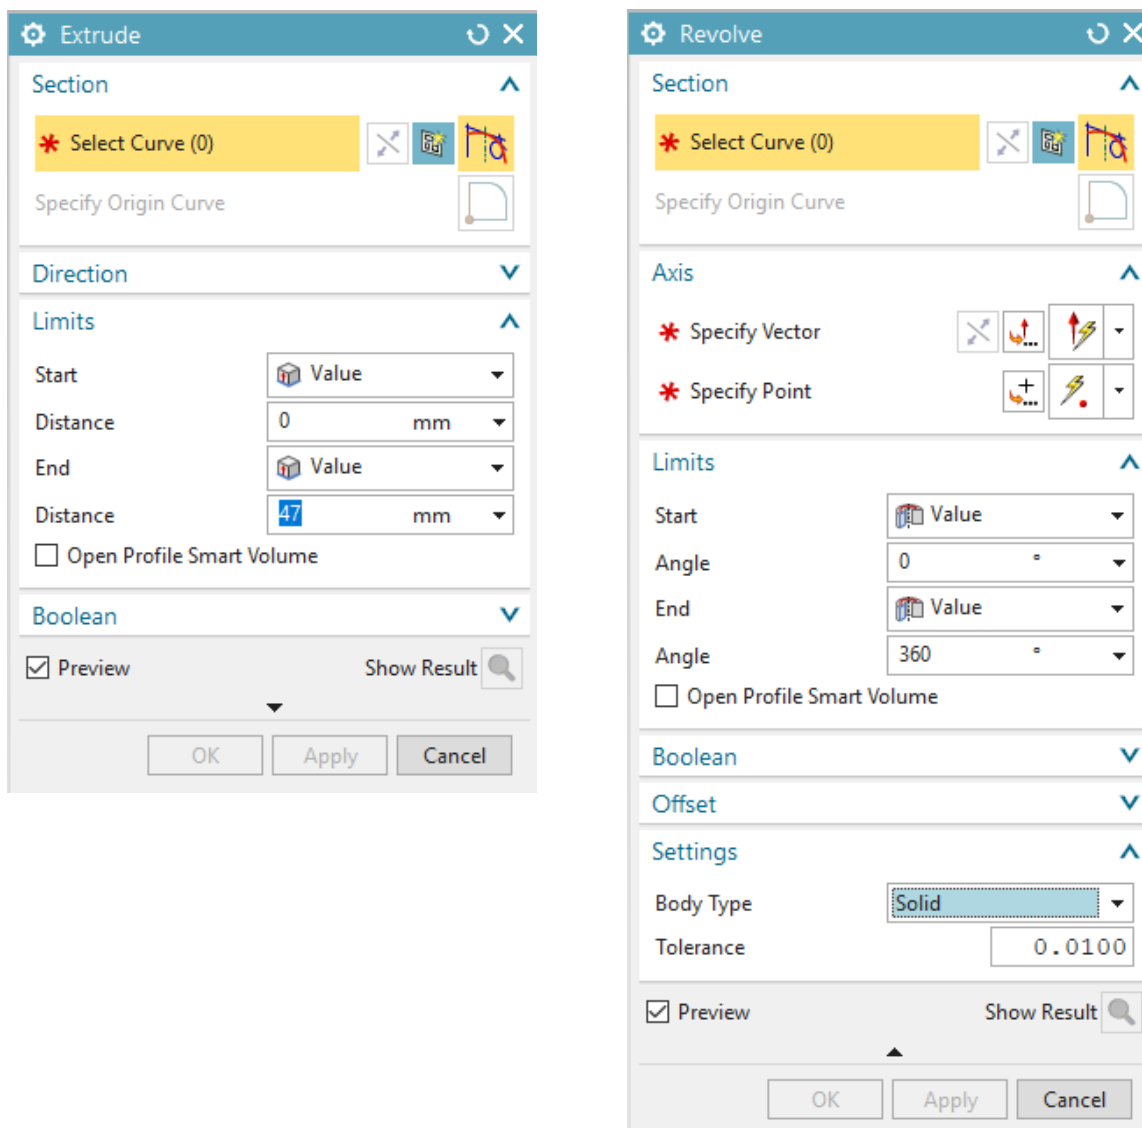 Extrude
Section
* Select Curve (0)
Specify Origin Curve
Direction
Limits
Start Value
Distance 0 mm
End Value
Distance 47 mm
Open Profile Smart Volume
Boolean
Preview Show Result
OK Apply Cancel
Revolve
Section
* Select Curve (0)
Specify Origin Curve
Axis
* Specify Vector
* Specify Point
Limits
Start Value
Angle 0 °
End Value
Angle 360 °
Open Profile Smart Volume
Boolean
Offset
Settings
Body Type Solid
Tolerance 0.0100
Preview Show Result
OK Apply Cancel